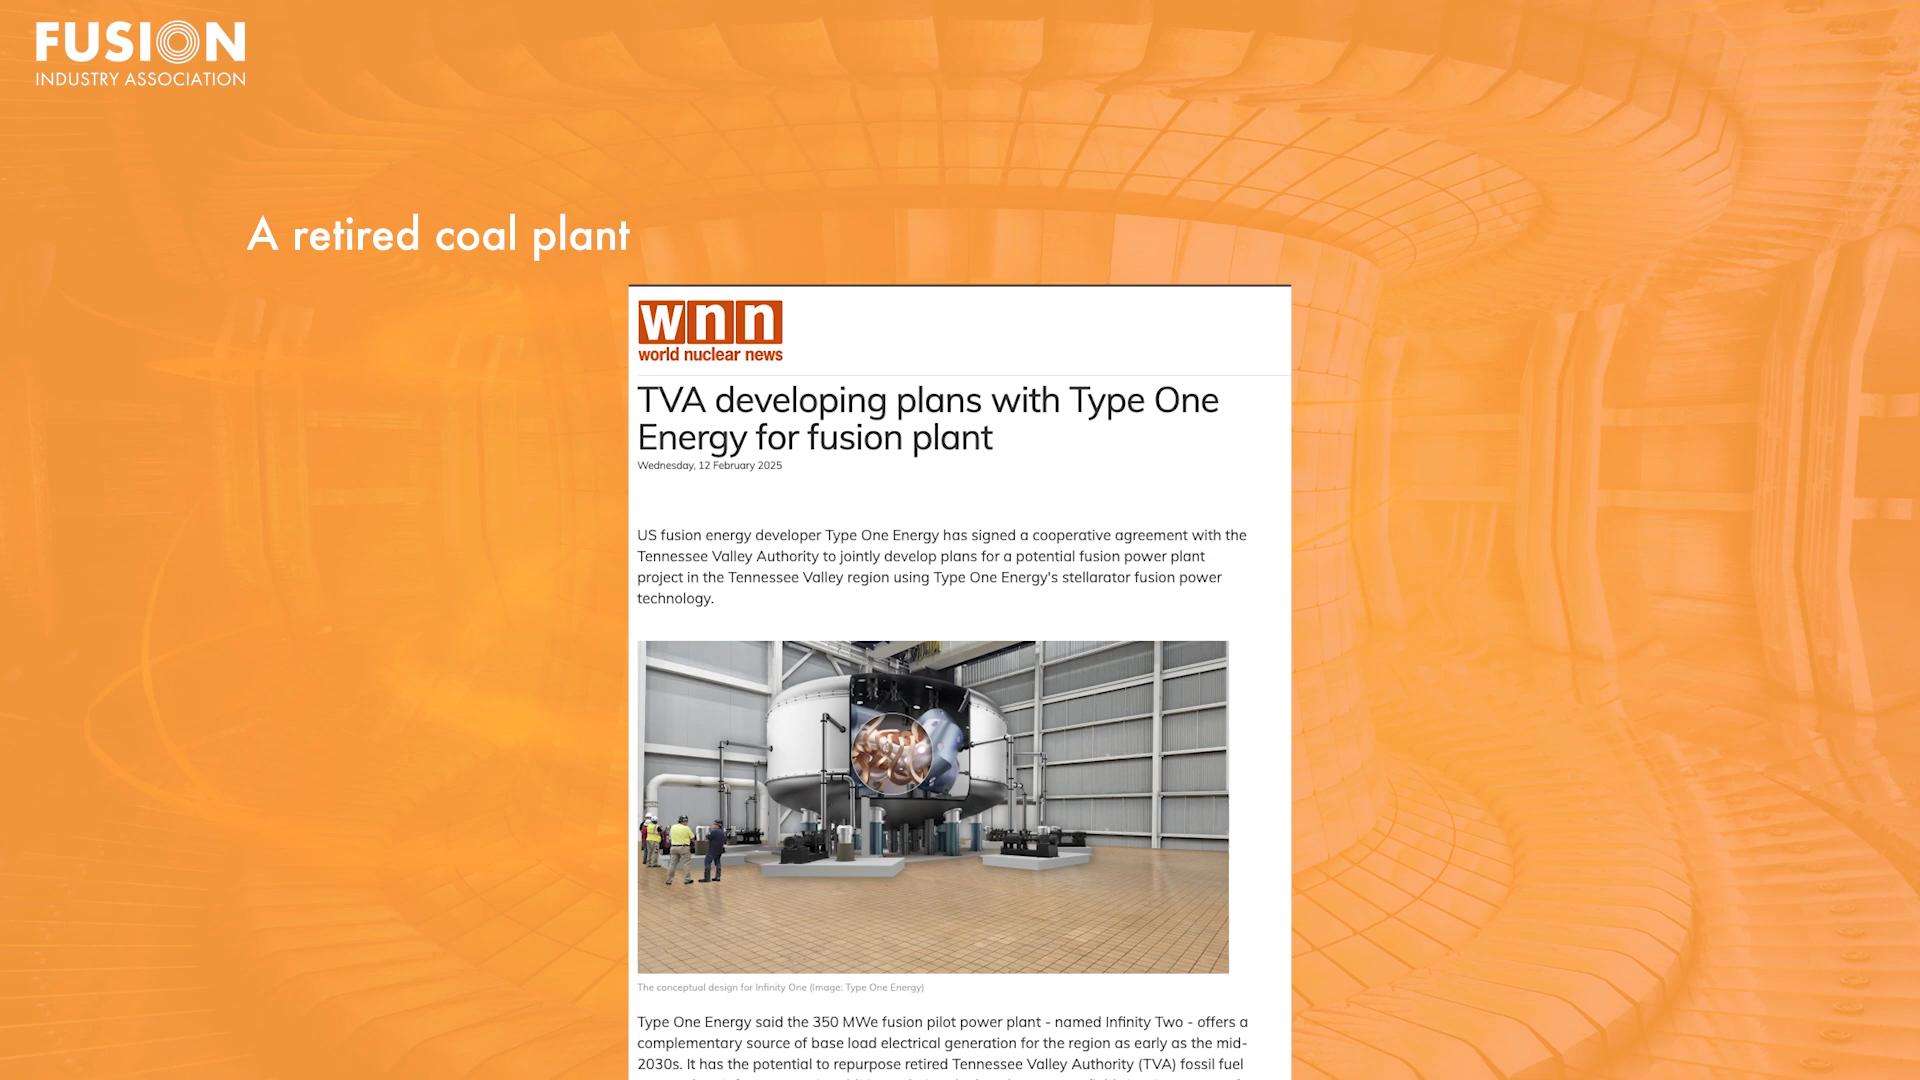 FUSION
INDUSTRY ASSOCIATION
A retired coal plant
wnn
world nuclear news
TVA developing plans with Type One
Energy for fusion plant
Wednesday, 12 February 2025
US fusion energy developer Type One Energy has signed a cooperative agreement with the
Tennessee Valley Authority to jointly develop plans for a potential fusion power plant
project in the Tennessee Valley region using Type One Energy's stellarator fusion power
technology.
The conceptual design for Infinity One (Image: Type One Energy)
Type One Energy said the 350 MWe fusion pilot power plant - named Infinity Two - offers a
complementary source of base load electrical generation for the region as early as the mid-
2030s. It has the potential to repurpose retired Tennessee Valley Authority (TVA) fossil fuel